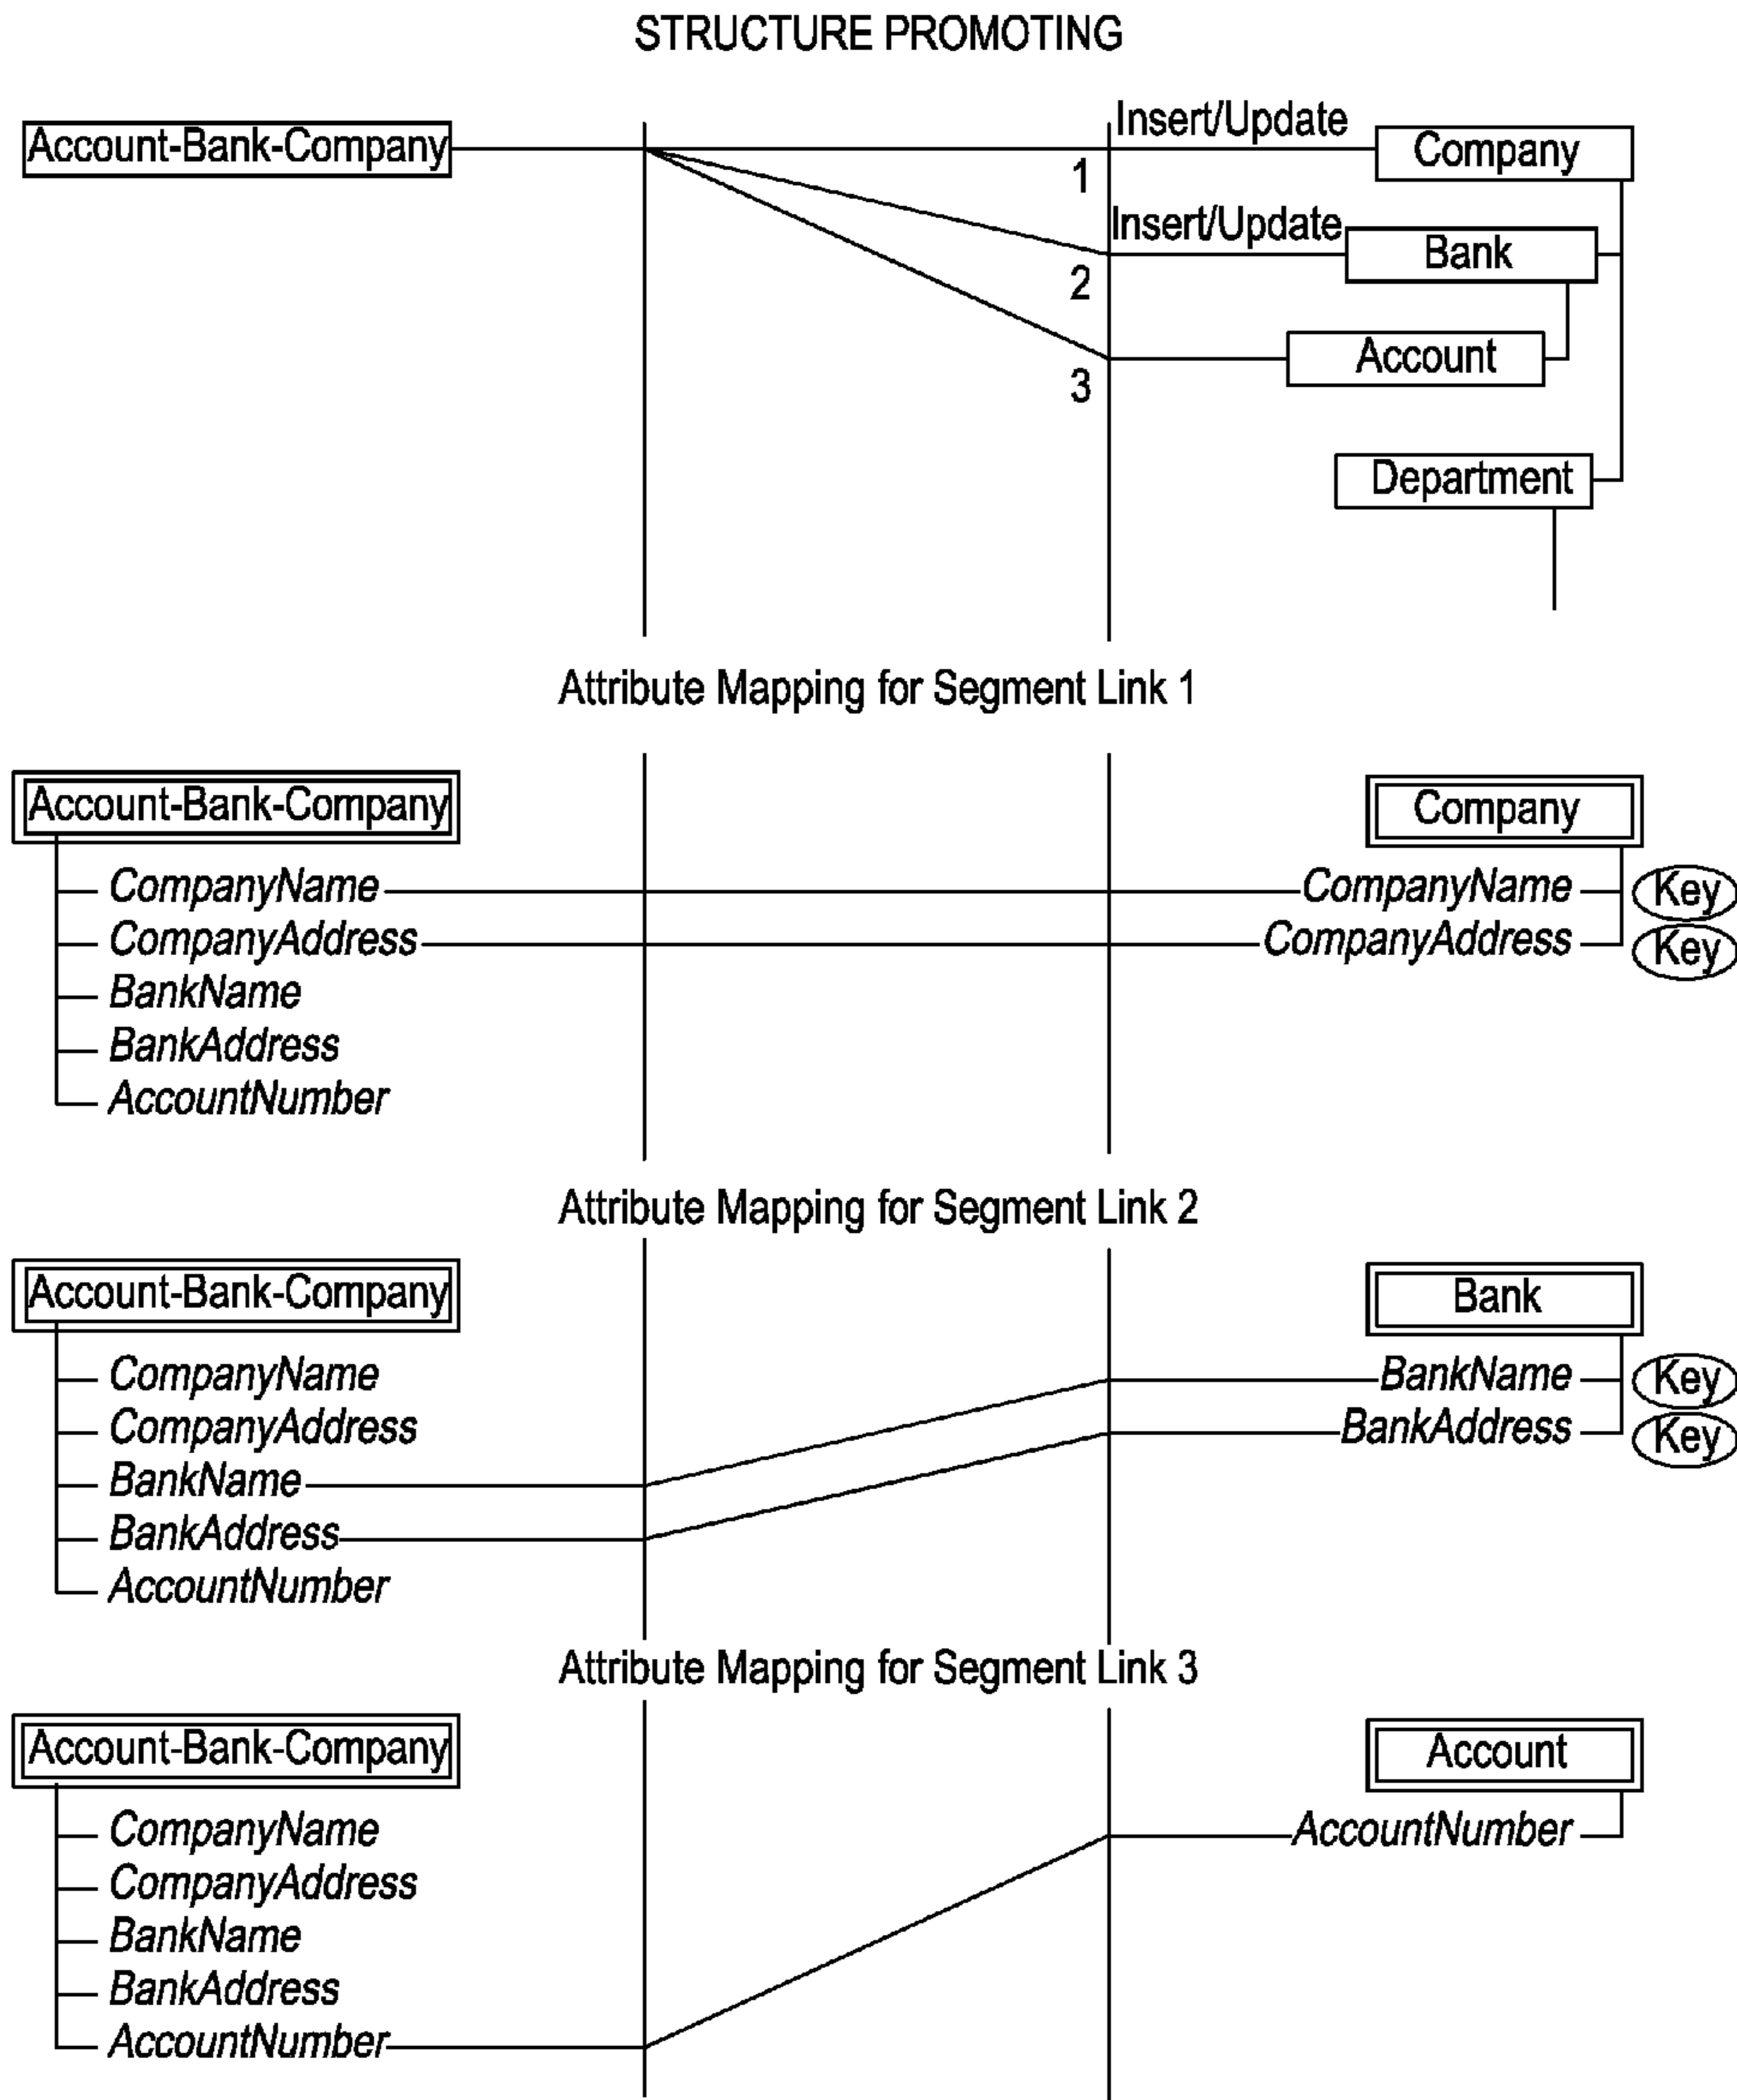 STRUCTURE PROMOTING
Account-Bank-Company
Insert/Update
Company
1
Insert/Update
Bank
2
Account
3
Department
Attribute Mapping for Segment Link 1
Account-Bank-Company
Company
CompanyName
CompanyName
Key
CompanyAddress
CompanyAddress
Key
BankName
BankAddress
AccountNumber
Attribute Mapping for Segment Link 2
Account-Bank-Company
Bank
CompanyName
BankName
Key
CompanyAddress
BankAddress
Key
BankName
BankAddress
AccountNumber
Attribute Mapping for Segment Link 3
Account-Bank-Company
Account
CompanyName
AccountNumber
CompanyAddress
BankName
BankAddress
AccountNumber